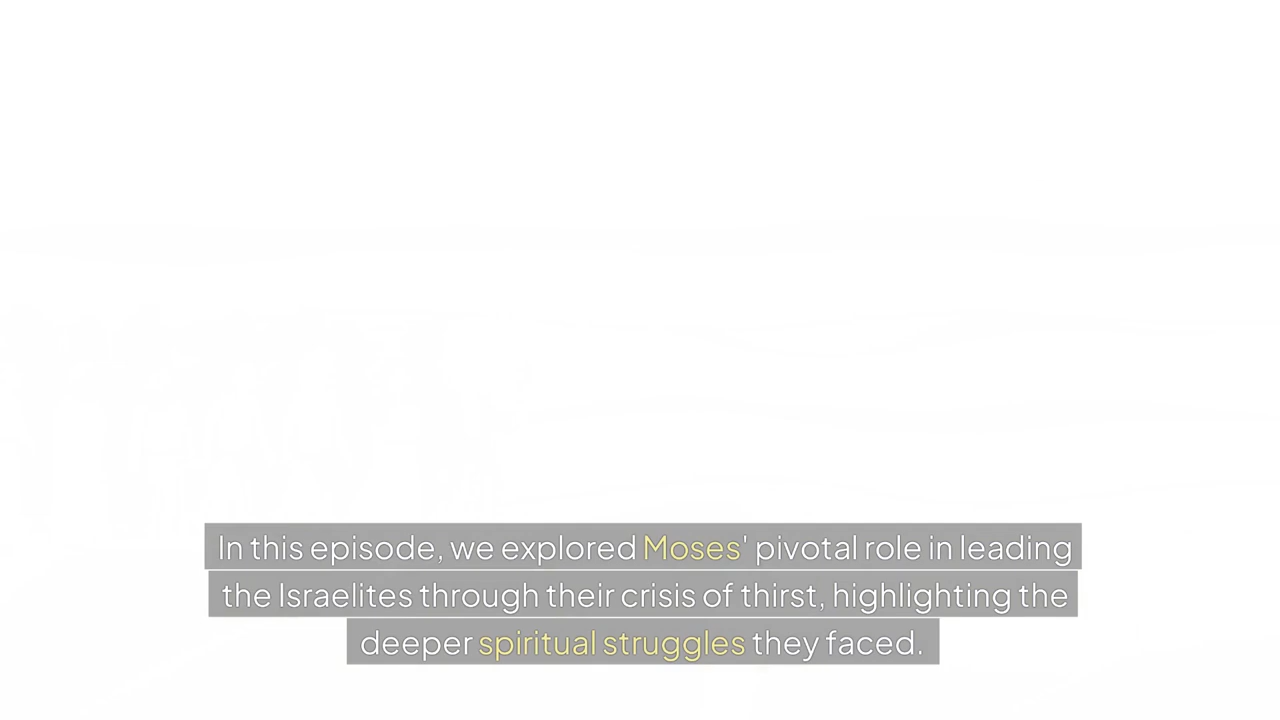 In this episode, we explored Moses' pivotal role in leading
the Israelites through their crisis of thirst, highlighting the
deeper spiritual struggles they faced.